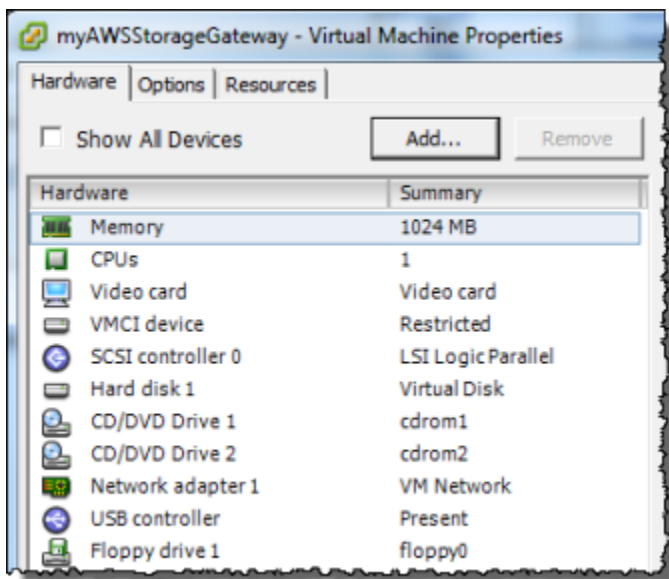 myAWSStorageGateway - Virtual Machine Properties
Hardware Options Resources
Show All Devices Add... Remove
Hardware Summary
Memory 1024 MB
CPUs 1
Video card Video card
VMCI device Restricted
SCSI controller 0 LSI Logic Parallel
Hard disk 1 Virtual Disk
CD/DVD Drive 1 cdrom1
CD/DVD Drive 2 cdrom2
Network adapter 1 VM Network
USB controller Present
Floppy drive 1 floppy0